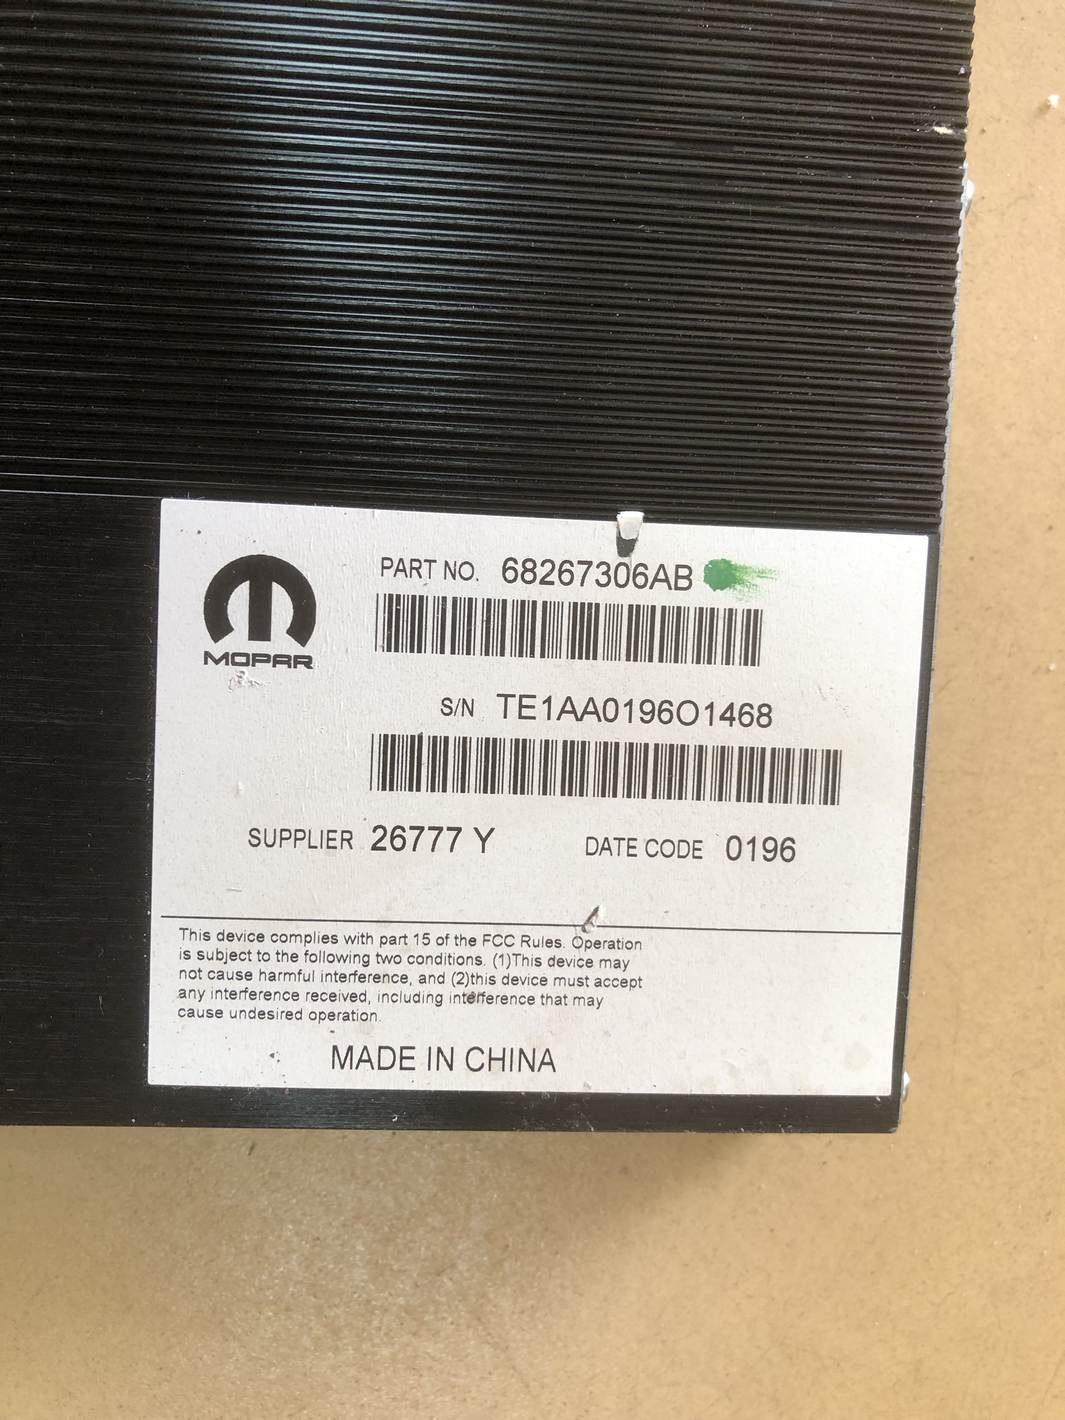 PART NO. 68267306AB
MOPAR
S/N TE1AA0196O1468
SUPPLIER 26777 Y DATE CODE 0196
This device complies with part 15 of the FCC Rules. Operation
is subject to the following two conditions. (1)This device may
not cause harmful interference, and (2)this device must accept
any interference received, including interference that may
cause undesired operation.
MADE IN CHINA